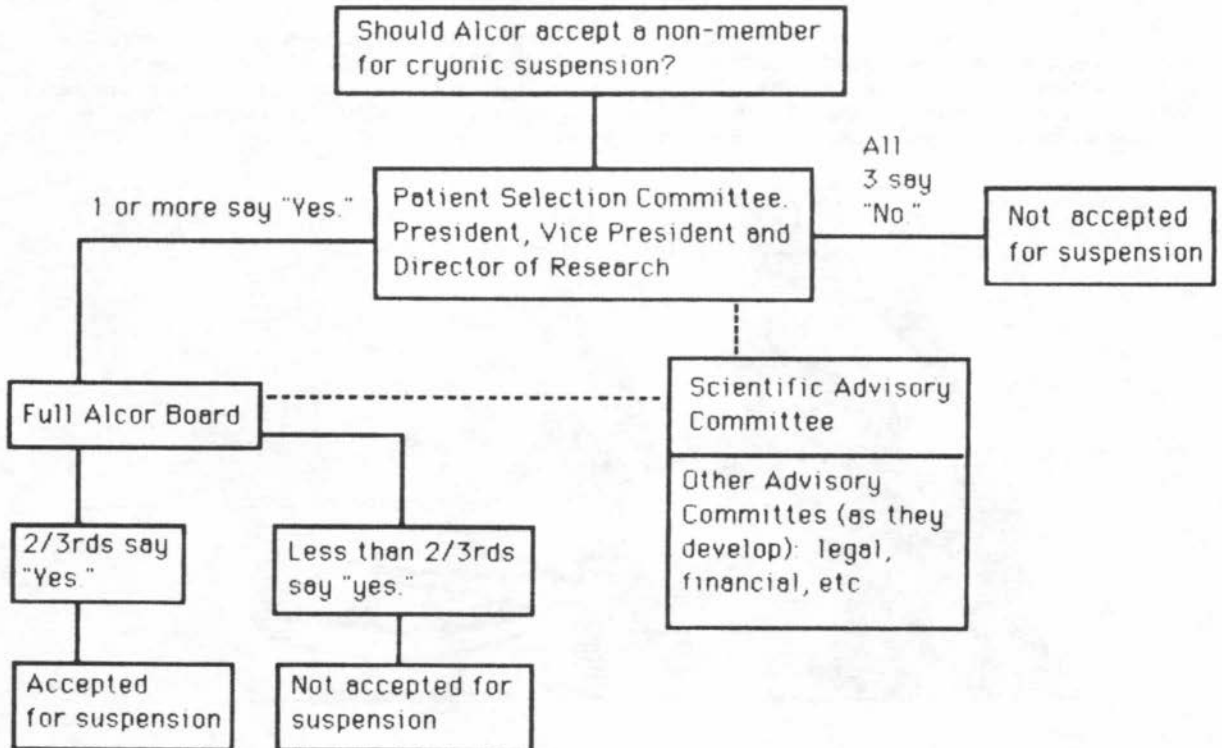 Should Alcor accept a non-member
for cryonic suspension?
All
3 say
"No."
1 or more say "Yes."
Patient Selection Committee.
President, Vice President and
Director of Research
Not accepted
for suspension
Full Alcor Board
Scientific Advisory
Committee
Other Advisory
Committes (as they
develop): legal,
financial, etc
2/3rds say
"Yes."
Less than 2/3rds
say "yes."
Accepted
for suspension
Not accepted for
suspension